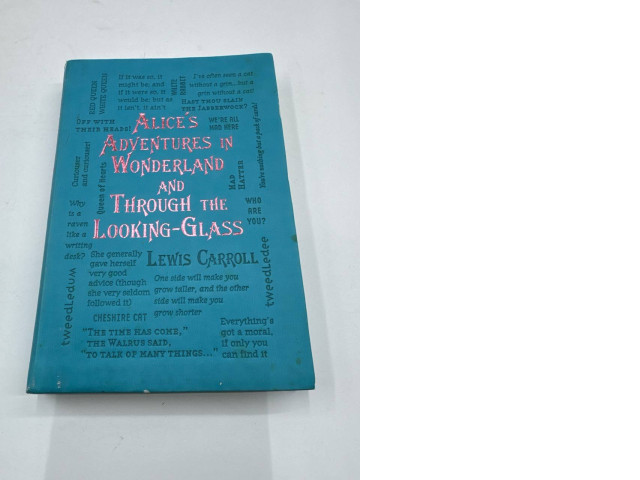 RED QUEEN
WHITE QUEEN
If it was so, it
might be; and
if it were so, it
would be; but as
it isn't, it ain't.
WHITE
RABBIT
I've often seen a cat
without a grin...but a
grin without a cat!
HAST THOU SLAIN
THE JABBERWOCK?
OFF WITH
THEIR HEADS!
WE'RE ALL
MAD HERE
ALICE'S
ADVENTURES IN
WONDERLAND
AND
THROUGH THE
LOOKING-GLASS
Curiouser
and curiouser!
Queen of Hearts
MAD
HATTER
You're nothing but a pack of cards!
Why
is a
raven
like a
writing
desk?
WHO
ARE
YOU?
LEWIS CARROLL
She generally
gave herself
very good
advice (though
she very seldom
followed it)
One side will make you
grow taller, and the other
side will make you
grow shorter
tweedledum
tweedledee
CHESHIRE CAT
"THE TIME HAS COME,"
THE WALRUS SAID,
"TO TALK OF MANY THINGS..."
Everything's
got a moral,
if only you
can find it